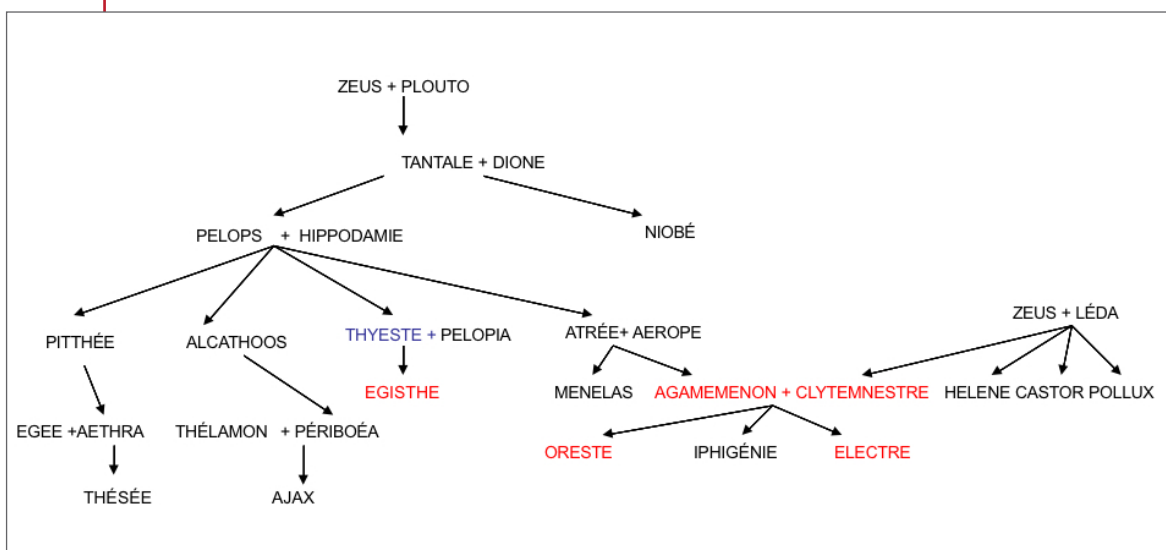 ZEUS + PLOUTO
TANTALE + DIONE
NIOBÉ
PELOPS + HIPPODAMIE
ZEUS + LÉDA
PITTHÉE ALCATHOOS THYESTE + PELOPIA ATRÉE+ AEROPE
EGISTHE MENELAS AGAMEMENON + CLYTEMNESTRE HELENE CASTOR POLLUX
EGEE +AETHRA THÉLAMON + PÉRIBOÉA ORESTE IPHIGÉNIE ELECTRE
THÉSÉE AJAX